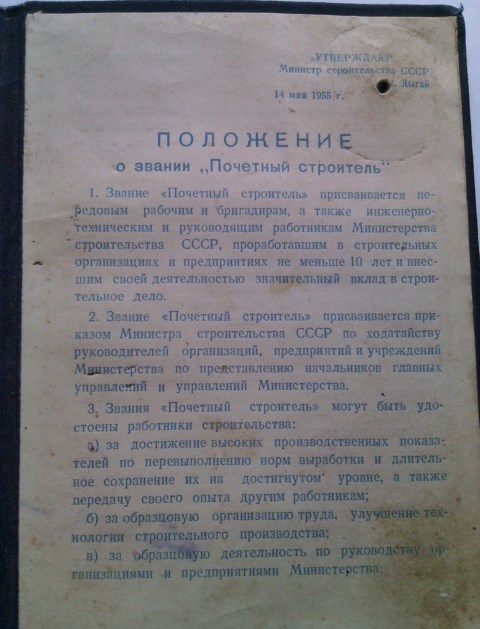 «УТВЕРЖДАЮ»
Министр строительства СССР
Дыгай
14 мая 1955 г.
ПОЛОЖЕНИЕ
о звании „Почетный строитель"
1. Звание «Почетный строитель» присваивается пе-
редовым рабочим и бригадирам, а также инженерно-
техническим и руководящим работникам Министерства
строительства СССР, проработавшим в строительных
организациях и предприятиях не меньше 10 лет и внес-
шим своей деятельностью значительный вклад в строи-
тельное дело.
2. Звание «Почетный строитель» присваивается при-
казом Министра строительства СССР по ходатайству
руководителей организаций, предприятий и учреждений
Министерства по представлению начальников главных
управлений и управлений Министерства.
3. Звания «Почетный строитель» могут быть удо-
стоены работники строительства:
а) за достижение высоких производственных показа-
телей по перевыполнению норм выработки и длитель-
ное сохранение их на достигнутом уровне, а также
передачу своего опыта другим работникам;
б) за образцовую организацию труда, улучшение тех-
нологии строительного производства;
в) за образцовую деятельность по руководству ор-
ганизациями и предприятиями Министерства;